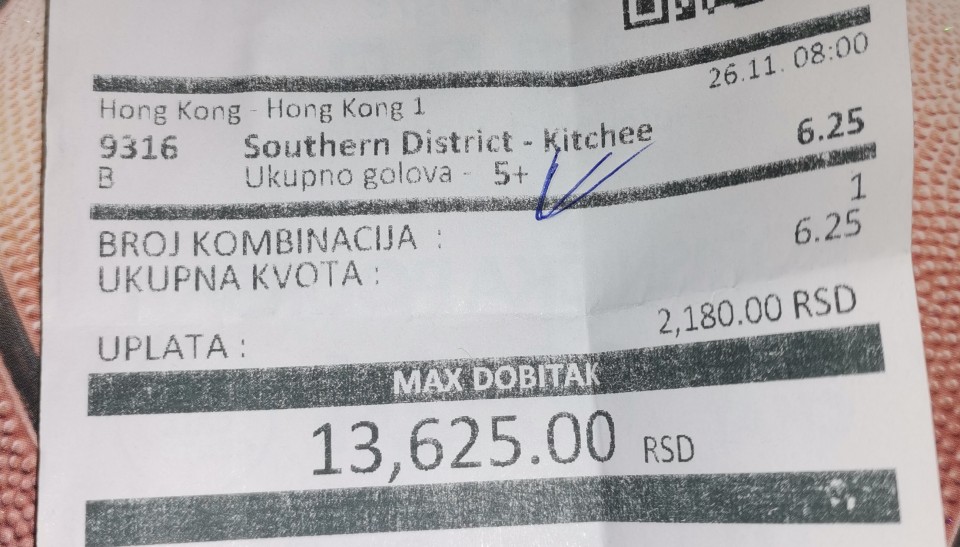 26.11. 08:00
Hong Kong - Hong Kong 1
9316 Southern District - Kitchee 6.25
B Ukupno golova - 5+
BROJ KOMBINACIJA : 1
UKUPNA KVOTA : 6.25
UPLATA : 2,180.00 RSD
MAX DOBITAK
13,625.00 RSD